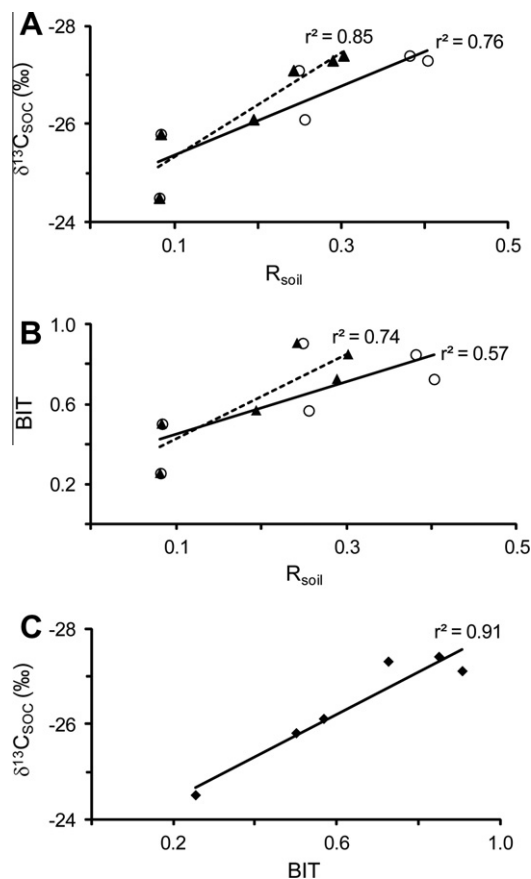 A
r² = 0.85
r² = 0.76
-28
-26
-24
δ¹³C_SOC (‰)
0.1 0.3 0.5
R_soil
B
r² = 0.74
r² = 0.57
1.0
0.6
0.2
BIT
0.1 0.3 0.5
R_soil
C
r² = 0.91
-28
-26
-24
δ¹³C_SOC (‰)
0.2 0.6 1.0
BIT